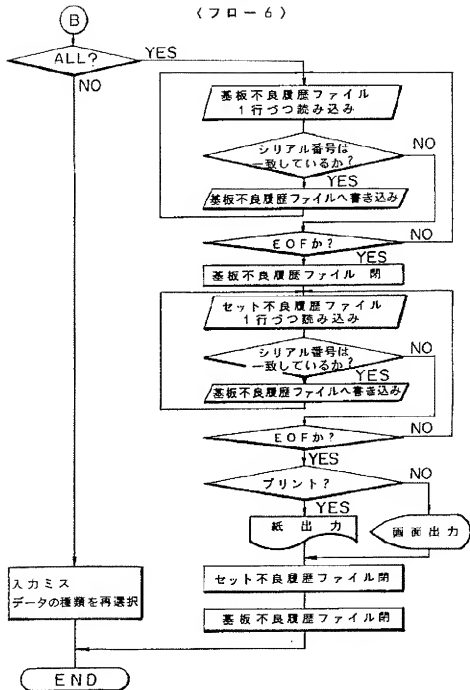 〈フロー6〉
B
ALL?
YES
NO
基板不良履歴ファイル
1行づつ読み込み
シリアル番号は
一致しているか?
NO
YES
基板不良履歴ファイルへ書き込み
EOFか?
NO
YES
基板不良履歴ファイル 閉
セット不良履歴ファイル
1行づつ読み込み
シリアル番号は
一致しているか?
NO
YES
基板不良履歴ファイルへ書き込み
EOFか?
NO
YES
プリント?
NO
YES
紙出力
画面出力
入力ミス
データの種類を再選択
セット不良履歴ファイル閉
基板不良履歴ファイル閉
END